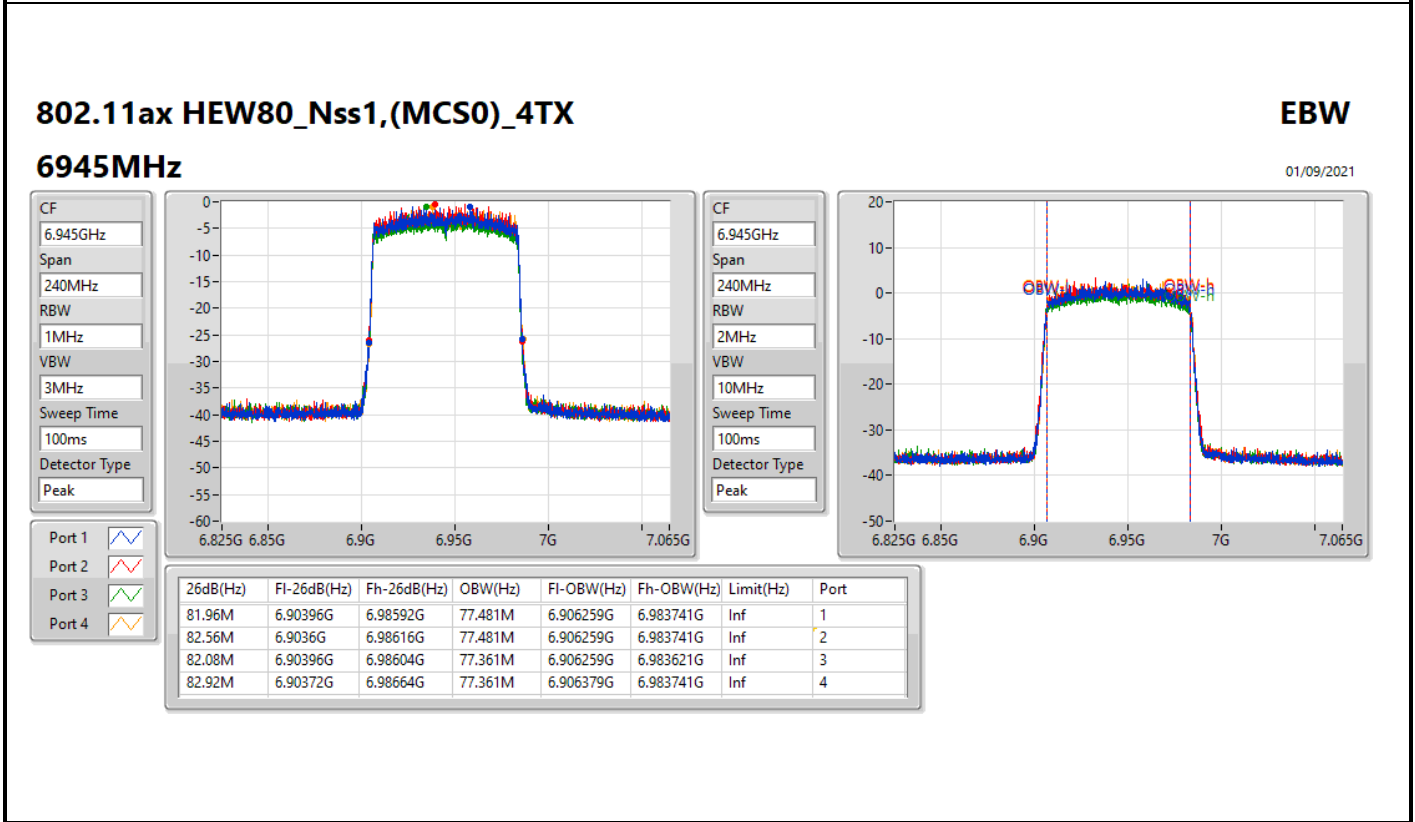 802.11ax HEW80_Nss1,(MCS0)_4TX
EBW
6945MHz
01/09/2021
CF
6.945GHz
Span
240MHz
RBW
1MHz
VBW
3MHz
Sweep Time
100ms
Detector Type
Peak
0
-5
-10
-15
-20
-25
-30
-35
-40
-45
-50
-55
-60
6.825G 6.85G 6.9G 6.95G 7G 7.065G
CF
6.945GHz
Span
240MHz
RBW
2MHz
VBW
10MHz
Sweep Time
100ms
Detector Type
Peak
20
10
0
-10
-20
-30
-40
-50
6.825G 6.85G 6.9G 6.95G 7G 7.065G
OBW-h
Port 1
Port 2
Port 3
Port 4
26dB(Hz) Fl-26dB(Hz) Fh-26dB(Hz) OBW(Hz) Fl-OBW(Hz) Fh-OBW(Hz) Limit(Hz) Port
81.96M 6.90396G 6.98592G 77.481M 6.906259G 6.983741G Inf 1
82.56M 6.9036G 6.98616G 77.481M 6.906259G 6.983741G Inf 2
82.08M 6.90396G 6.98604G 77.361M 6.906259G 6.983621G Inf 3
82.92M 6.90372G 6.98664G 77.361M 6.906379G 6.983741G Inf 4